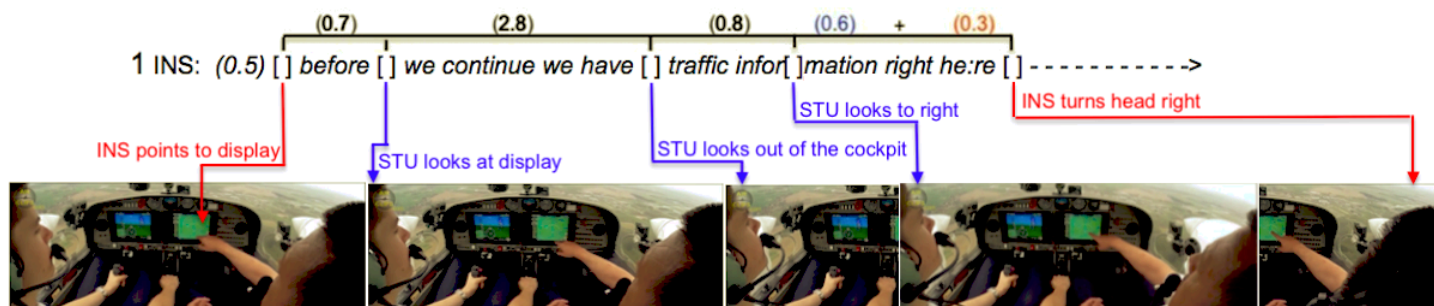 (0.7) (2.8) (0.8) (0.6) + (0.3)
1 INS: (0.5) [ ] before [ ] we continue we have [ ] traffic infor[ ]mation right he:re [ ] - - - - - - - - - - ->
INS points to display
STU looks at display
STU looks out of the cockpit
STU looks to right
INS turns head right